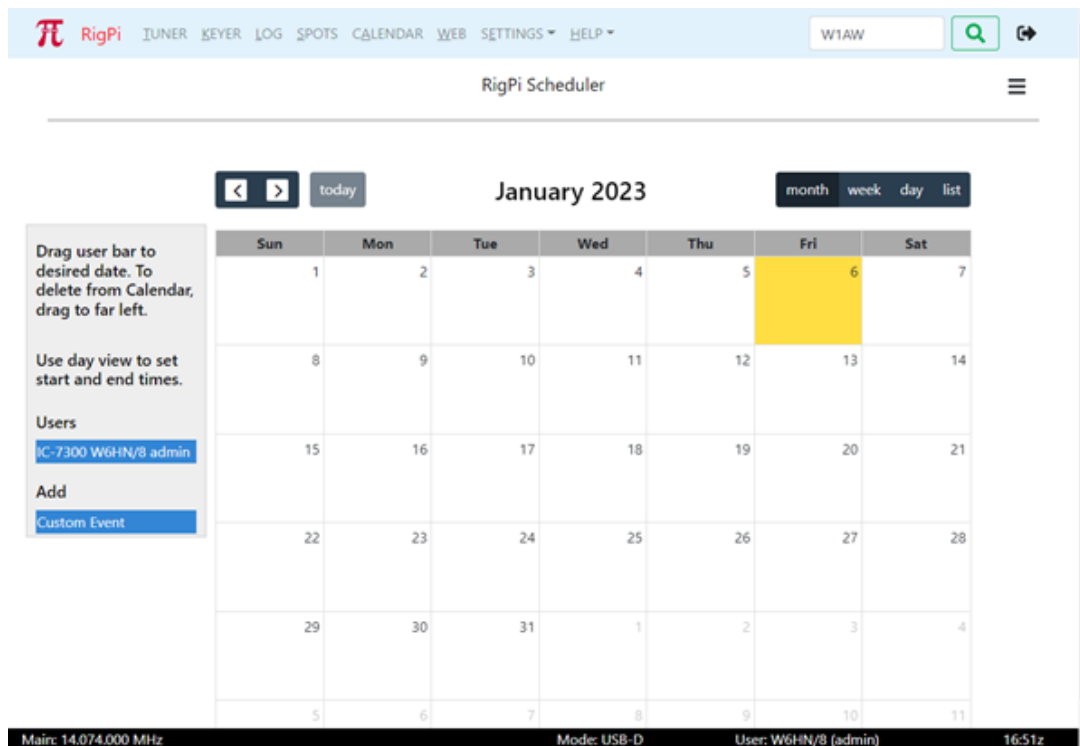 RigPi TUNER KEYER LOG SPOTS CALENDAR WEB SETTINGS HELP W1AW
RigPi Scheduler
today January 2023 month week day list
Drag user bar to
desired date. To
delete from Calendar,
drag to far left.
Use day view to set
start and end times.
Users
IC-7300 W6HN/8 admin
Add
Custom Event
Sun Mon Tue Wed Thu Fri Sat
1 2 3 4 5 6 7
8 9 10 11 12 13 14
15 16 17 18 19 20 21
22 23 24 25 26 27 28
29 30 31 1 2 3 4
5 6 7 8 9 10 11
Main: 14.074.000 MHz Mode: USB-D User: W6HN/8 (admin) 16:51z